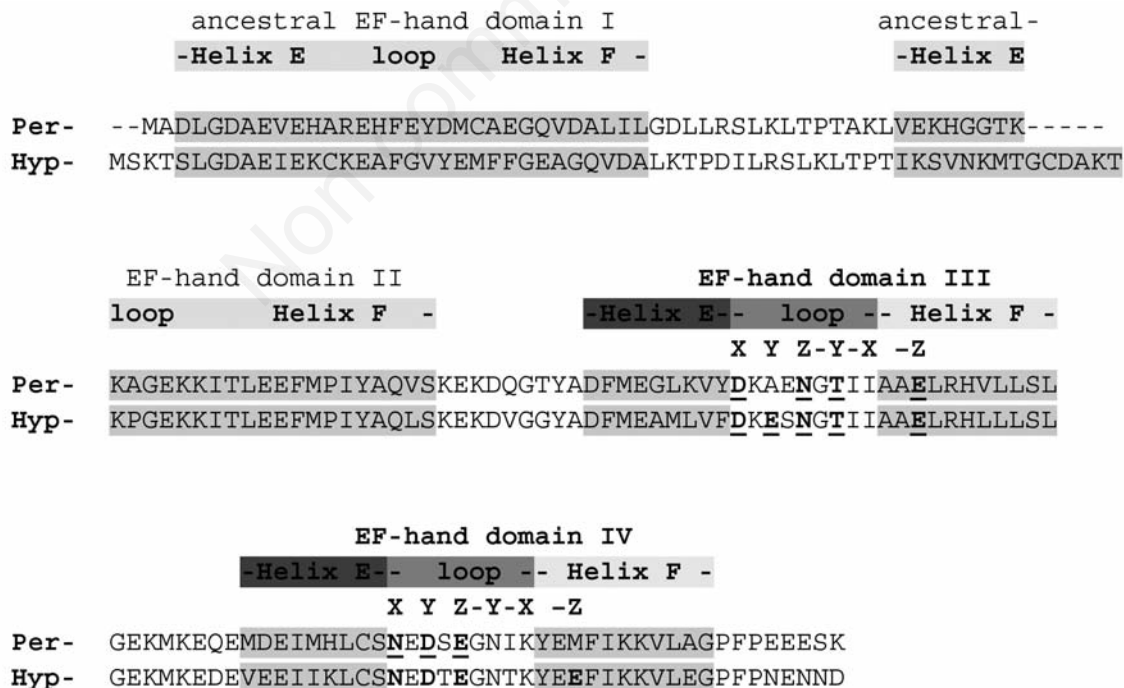 ancestral EF-hand domain I ancestral-
-Helix E loop Helix F - -Helix E
Per- --MADLGDAEVEHAREHFEYDMCAEGQVDALILGDLLRSLKLTPTAKLVEKHGGTK-----
Hyp- MSKTSLGDAEIEKCKEAFGVYEMFFGEAGQVDALKTPDILRSLKLTPTIKSVNKMTGCDAKT
EF-hand domain II EF-hand domain III
loop Helix F - -Helix E-- loop -- Helix F -
X Y Z-Y-X –Z
Per- KAGEKKITLEEFMPIYAQVSKEKDQGTYADFMEGLKVYDKAENGTIIAAELRHVLLSL
Hyp- KPGEKKITLEEFMPIYAQLSKEKDVGGYADFMEAMLVFDKESNGTIIAAELRHLLLSL
EF-hand domain IV
-Helix E-- loop -- Helix F -
X Y Z-Y-X –Z
Per- GEKMKEQEMDEIMHLCSNEDSEGNIKYEMFIKKVLAGPFPEEESK
Hyp- GEKMKEDEVEEIIKLCSNEDTEGNTKYEEFIKKVLEGPFPNENND